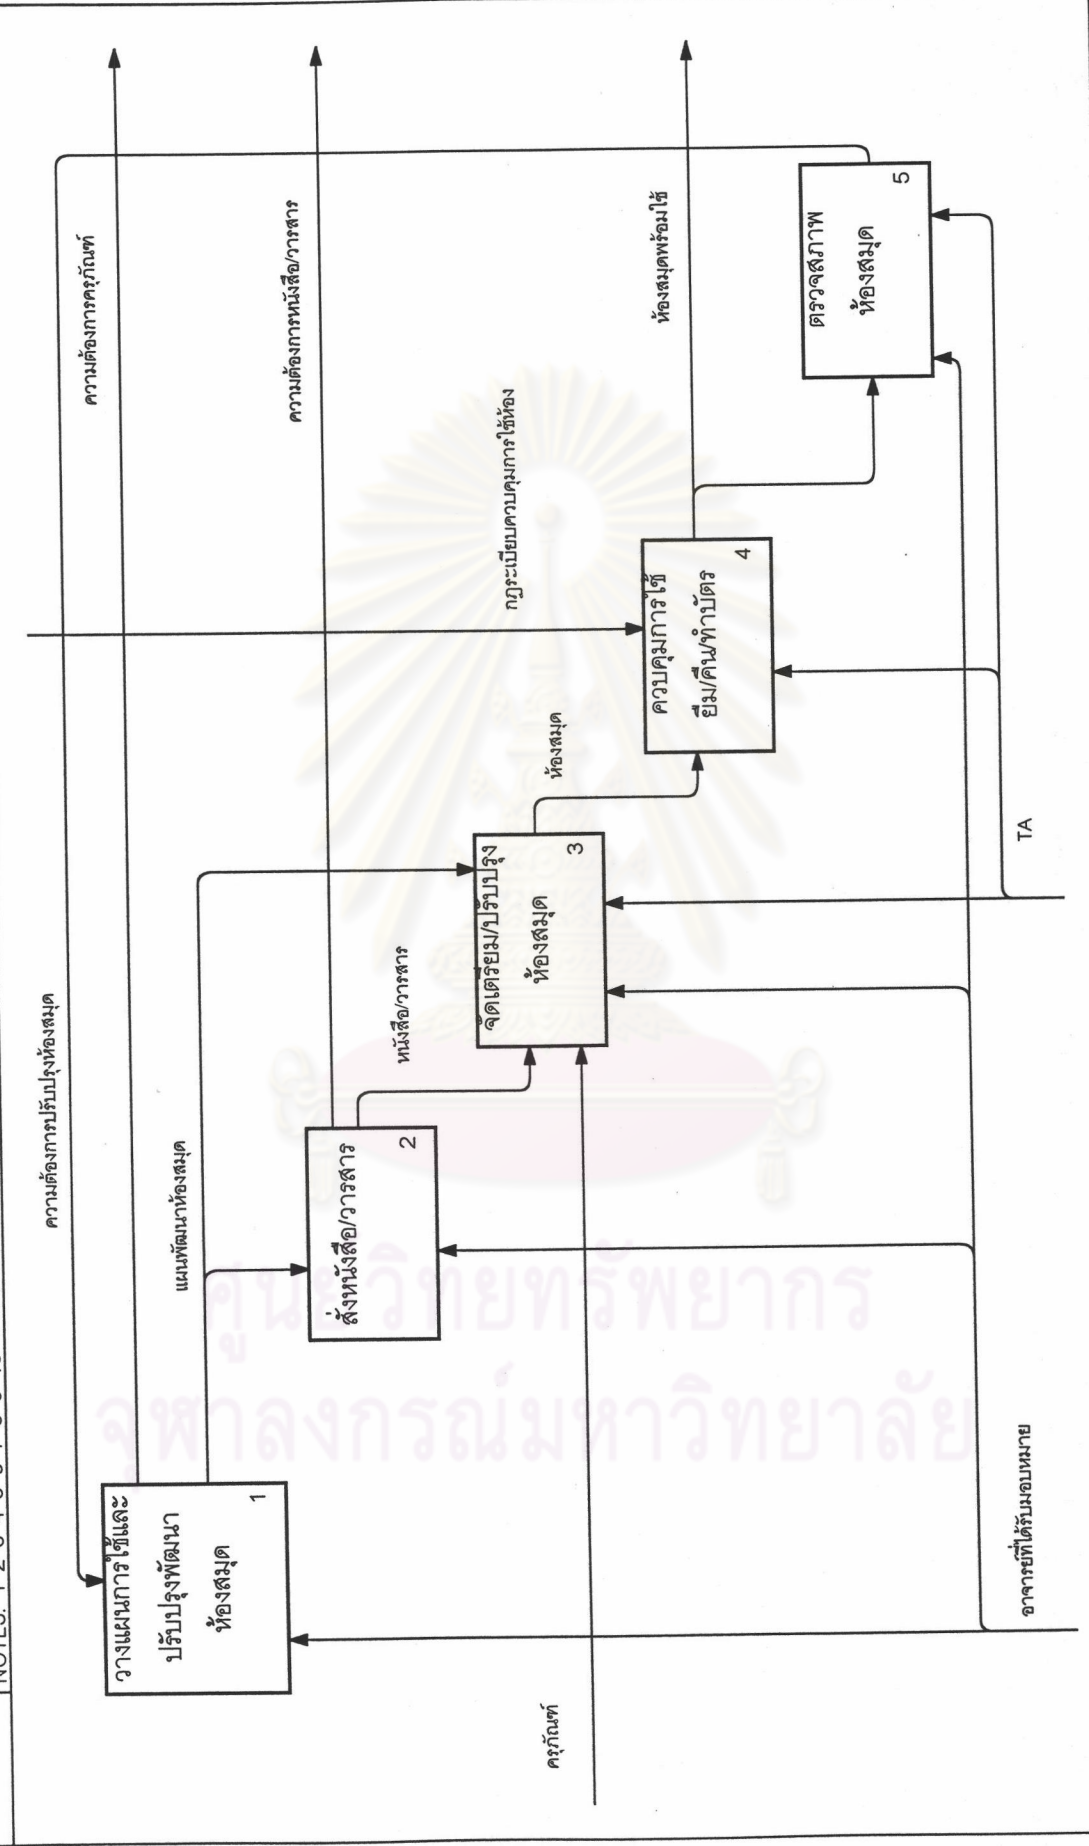 ความต้องการปรับปรุงห้องสมุด
ความต้องการครุภัณฑ์
แผนพัฒนาห้องสมุด
ความต้องการหนังสือ/วารสาร
วางแผนการใช้และ
ปรับปรุงพัฒนา
ห้องสมุด
1
สั่งหนังสือ/วารสาร
2
หนังสือ/วารสาร
จัดเตรียม/ปรับปรุง
ห้องสมุด
3
ห้องสมุด
กฎระเบียบควบคุมการใช้ห้อง
ควบคุมการใช้
ยืม/คืน/ทำบัตร
4
ห้องสมุดพร้อมใช้
ตรวจสภาพ
ห้องสมุด
5
ครุภัณฑ์
อาจารย์ที่ได้รับมอบหมาย
TA
ศูนย์วิทยทรัพยากร
จุฬาลงกรณ์มหาวิทยาลัย